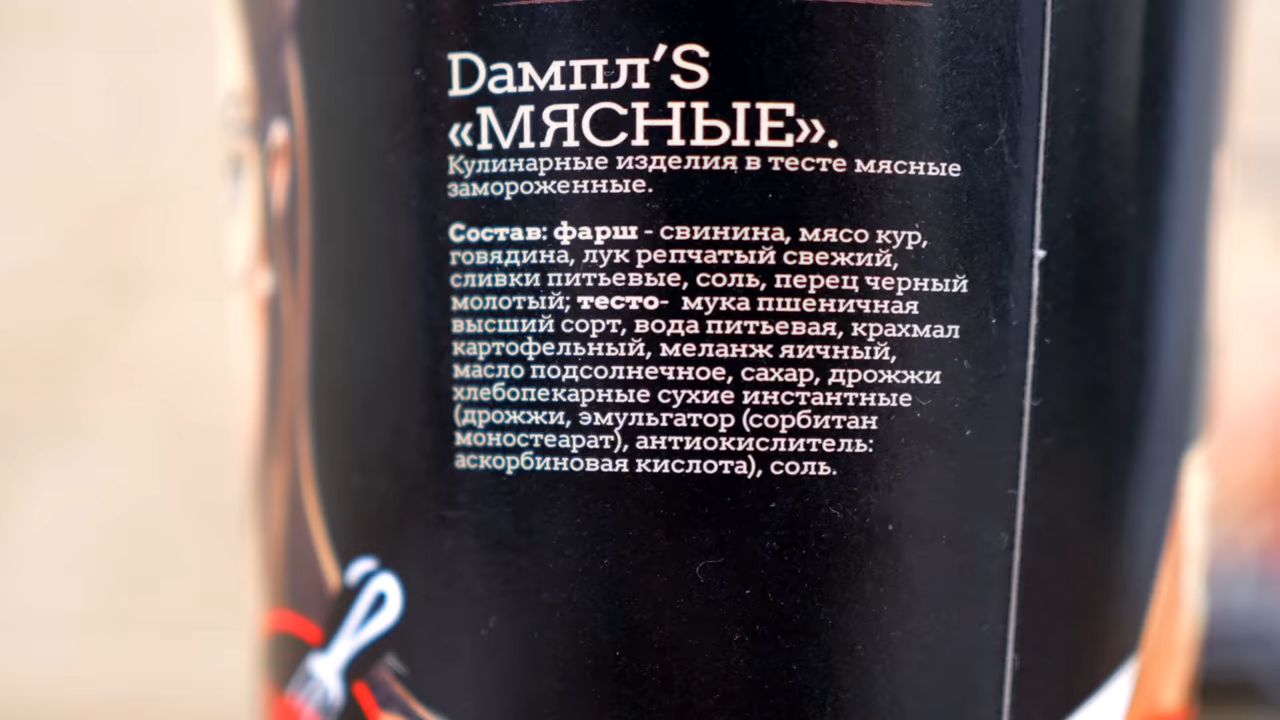 Dампл'S
«МЯСНЫЕ».
Кулинарные изделия в тесте мясные
замороженные.
Состав: фарш - свинина, мясо кур,
говядина, лук репчатый свежий,
сливки питьевые, соль, перец черный
молотый; тесто- мука пшеничная
высший сорт, вода питьевая, крахмал
картофельный, меланж яичный,
масло подсолнечное, сахар, дрожжи
хлебопекарные сухие инстантные
(дрожжи, эмульгатор (сорбитан
моностеарат), антиокислитель:
аскорбиновая кислота), соль.